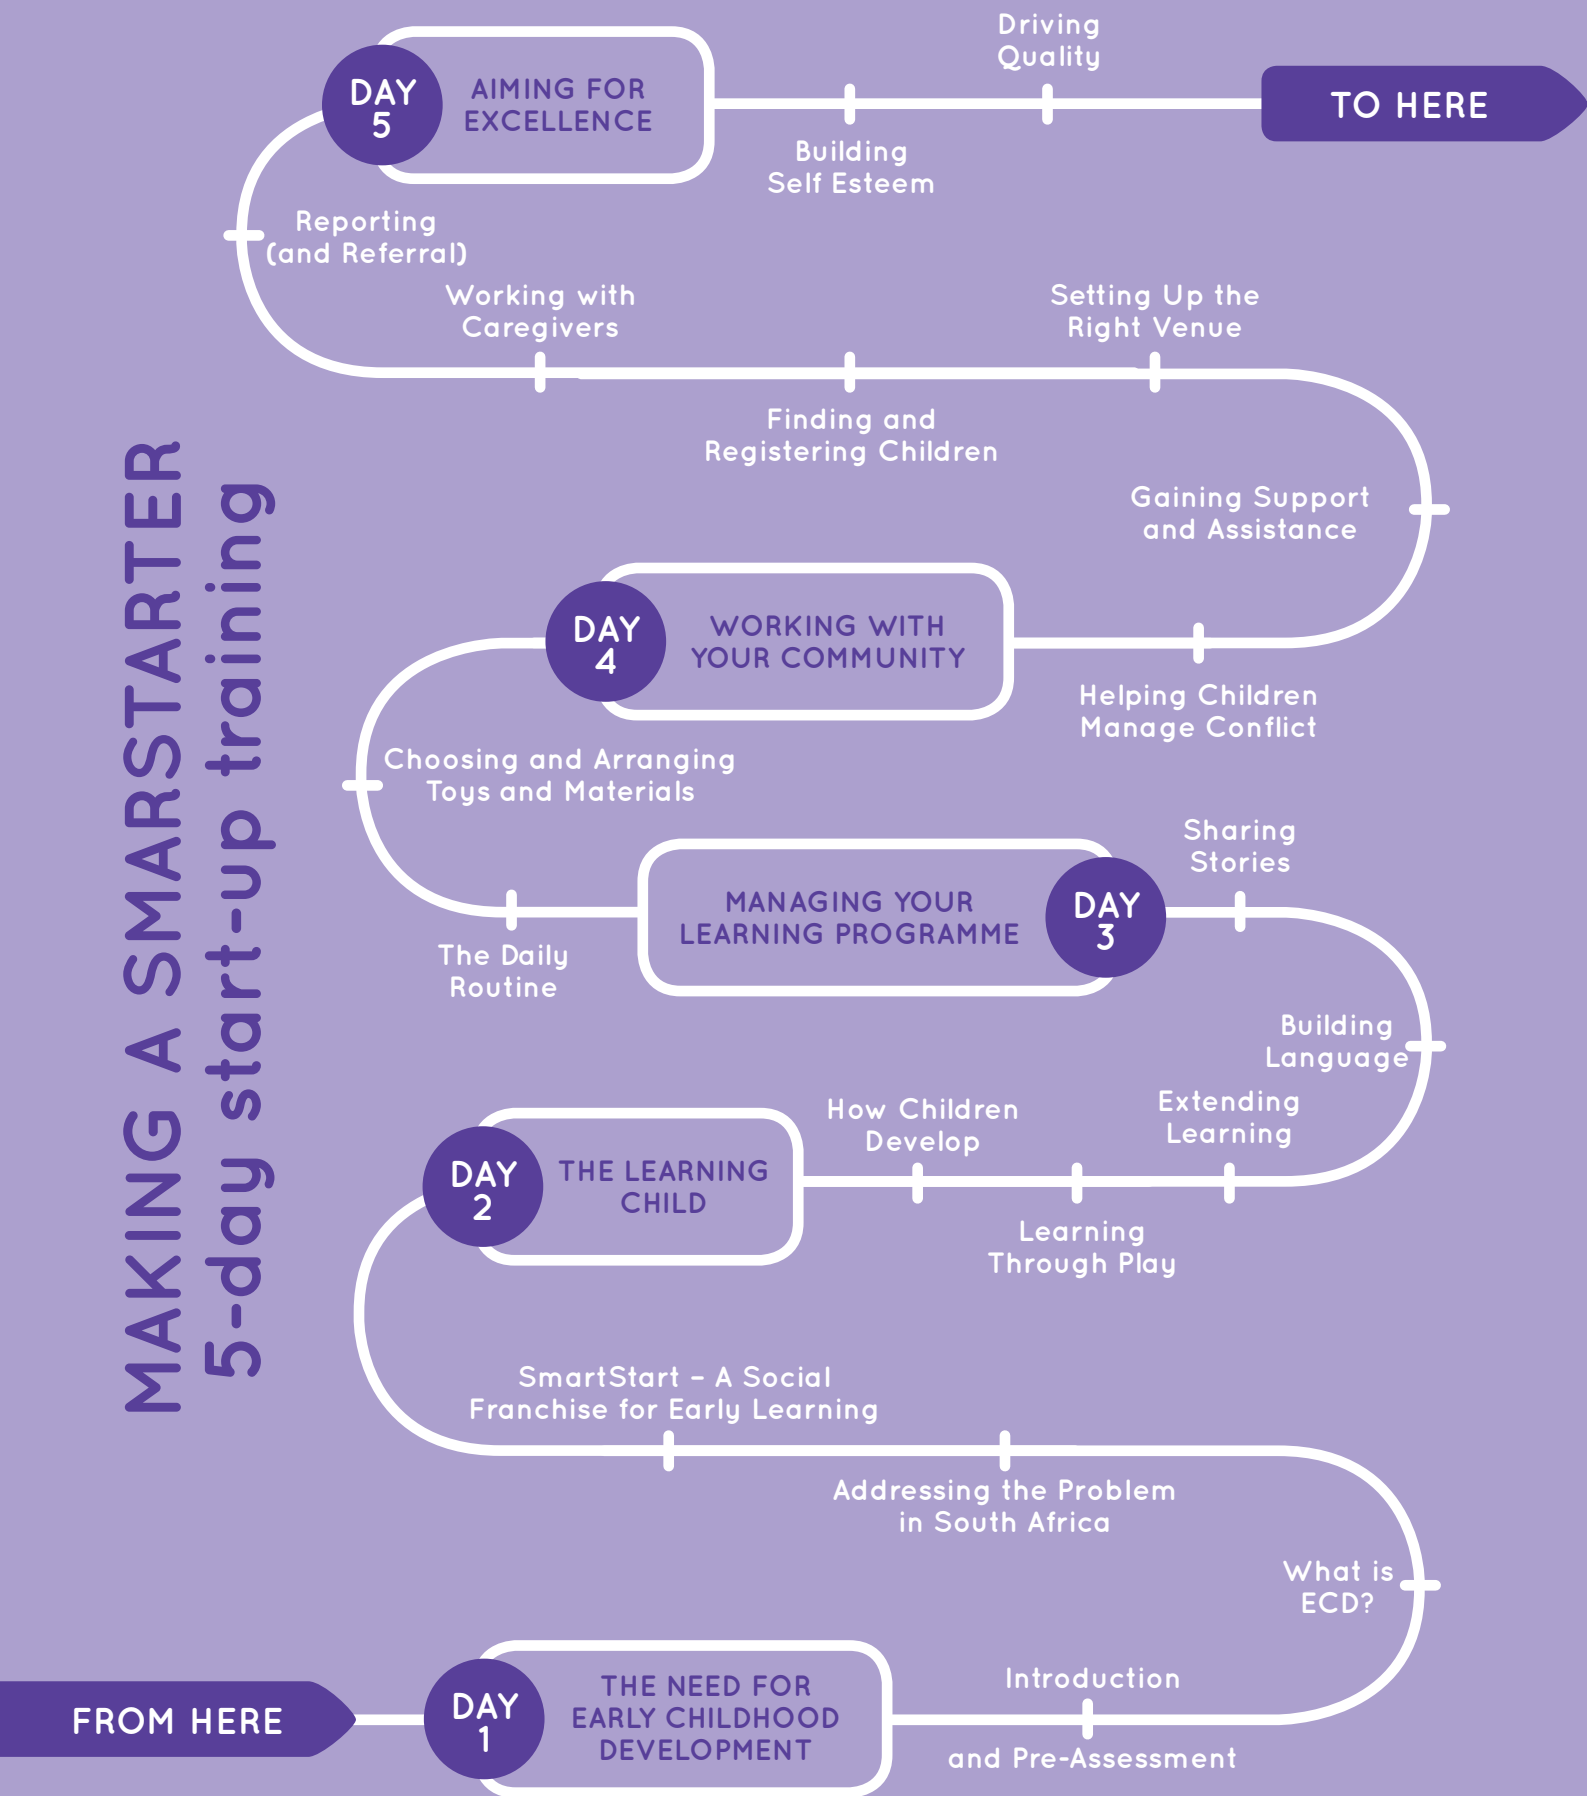 Driving
Quality
DAY
5
AIMING FOR
EXCELLENCE
TO HERE
Building
Self Esteem
Reporting
(and Referral)
Working with
Caregivers
Setting Up the
Right Venue
Finding and
Registering Children
Gaining Support
and Assistance
DAY
4
WORKING WITH
YOUR COMMUNITY
Helping Children
Manage Conflict
Choosing and Arranging
Toys and Materials
Sharing
Stories
MANAGING YOUR
LEARNING PROGRAMME
DAY
3
The Daily
Routine
Building
Language
How Children
Develop
Extending
Learning
DAY
2
THE LEARNING
CHILD
Learning
Through Play
SmartStart – A Social
Franchise for Early Learning
Addressing the Problem
in South Africa
What is
ECD?
FROM HERE
DAY
1
THE NEED FOR
EARLY CHILDHOOD
DEVELOPMENT
Introduction
and Pre-Assessment
MAKING A SMARSTARTER
5-day start-up training